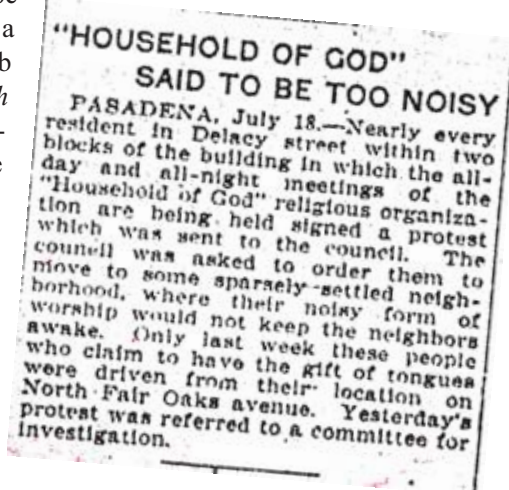 a
b
h
-
e
"HOUSEHOLD OF GOD"
SAID TO BE TOO NOISY
PASADENA, July 18.—Nearly every
resident in Delacy street within two
blocks of the building in which the all-
day and all-night meetings of the
"Household of God" religious organiza-
tion are being held signed a protest
which was sent to the council. The
council was asked to order them to
move to some sparsely-settled neigh-
borhood, where their noisy form of
worship would not keep the neighbors
awake. Only last week these people
who claim to have the gift of tongues
were driven from their location on
North Fair Oaks avenue. Yesterday's
protest was referred to a committee for
investigation.